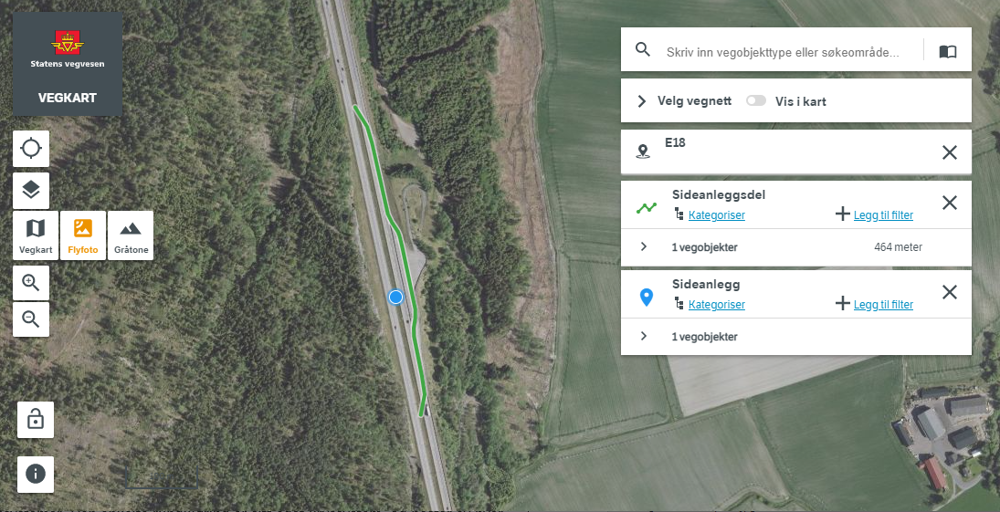 Statens vegvesen
VEGKART
Vegkart
Flyfoto
Gråtone
Skriv inn vegobjekttype eller søkeområde...
Velg vegnett
Vis i kart
E18
Sideanleggsdel
Kategoriser
Legg til filter
1 vegobjekter
464 meter
Sideanlegg
Kategoriser
Legg til filter
1 vegobjekter